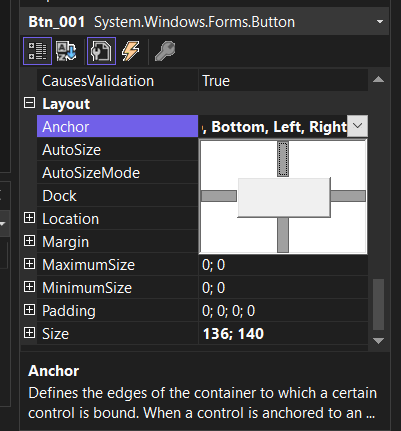 Btn_001 System.Windows.Forms.Button
CausesValidation True
Layout
Anchor , Bottom, Left, Right
AutoSize
AutoSizeMode
Dock
Location
Margin
MaximumSize 0; 0
MinimumSize 0; 0
Padding 0; 0; 0; 0
Size 136; 140
Anchor
Defines the edges of the container to which a certain
control is bound. When a control is anchored to an ...